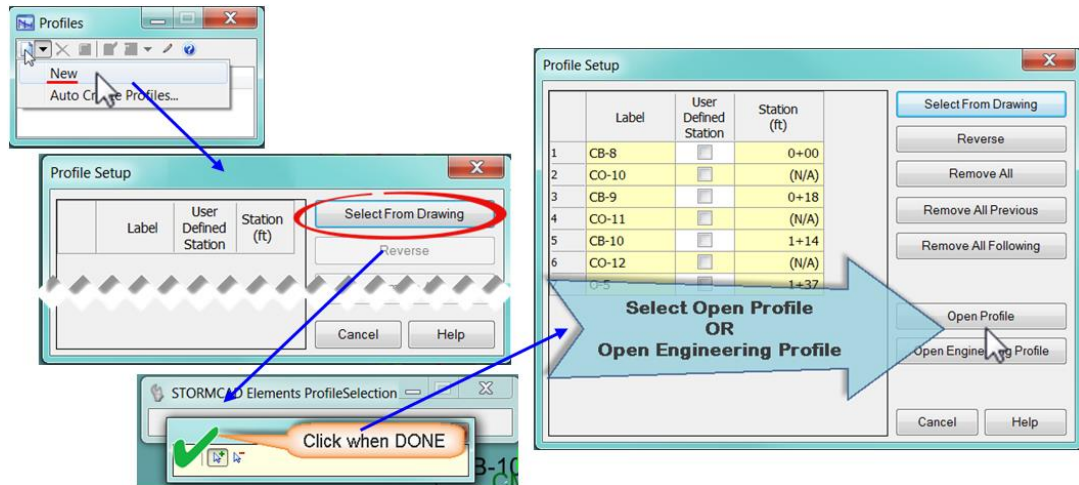 Profiles
New
Auto Create Profiles...
Profile Setup
Label
User
Defined
Station
Station
(ft)
Select From Drawing
Reverse
Cancel
Help
STORMCAD Elements ProfileSelection
Click when DONE
B-10
Profile Setup
Label
User
Defined
Station
Station
(ft)
1 CB-8 0+00
2 CO-10 (N/A)
3 CB-9 0+18
4 CO-11 (N/A)
5 CB-10 1+14
6 CO-12 (N/A)
O-5 1+37
Select From Drawing
Reverse
Remove All
Remove All Previous
Remove All Following
Open Profile
Open Engineering Profile
Cancel
Help
Select Open Profile
OR
Open Engineering Profile